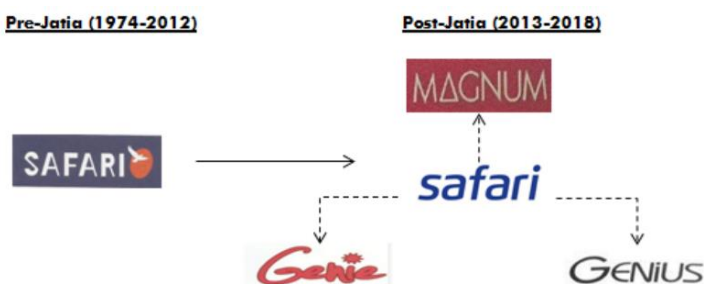 Pre-Jatia (1974-2012)
Post-Jatia (2013-2018)
MAGNUM
SAFARI
safari
Genie
GENiUS